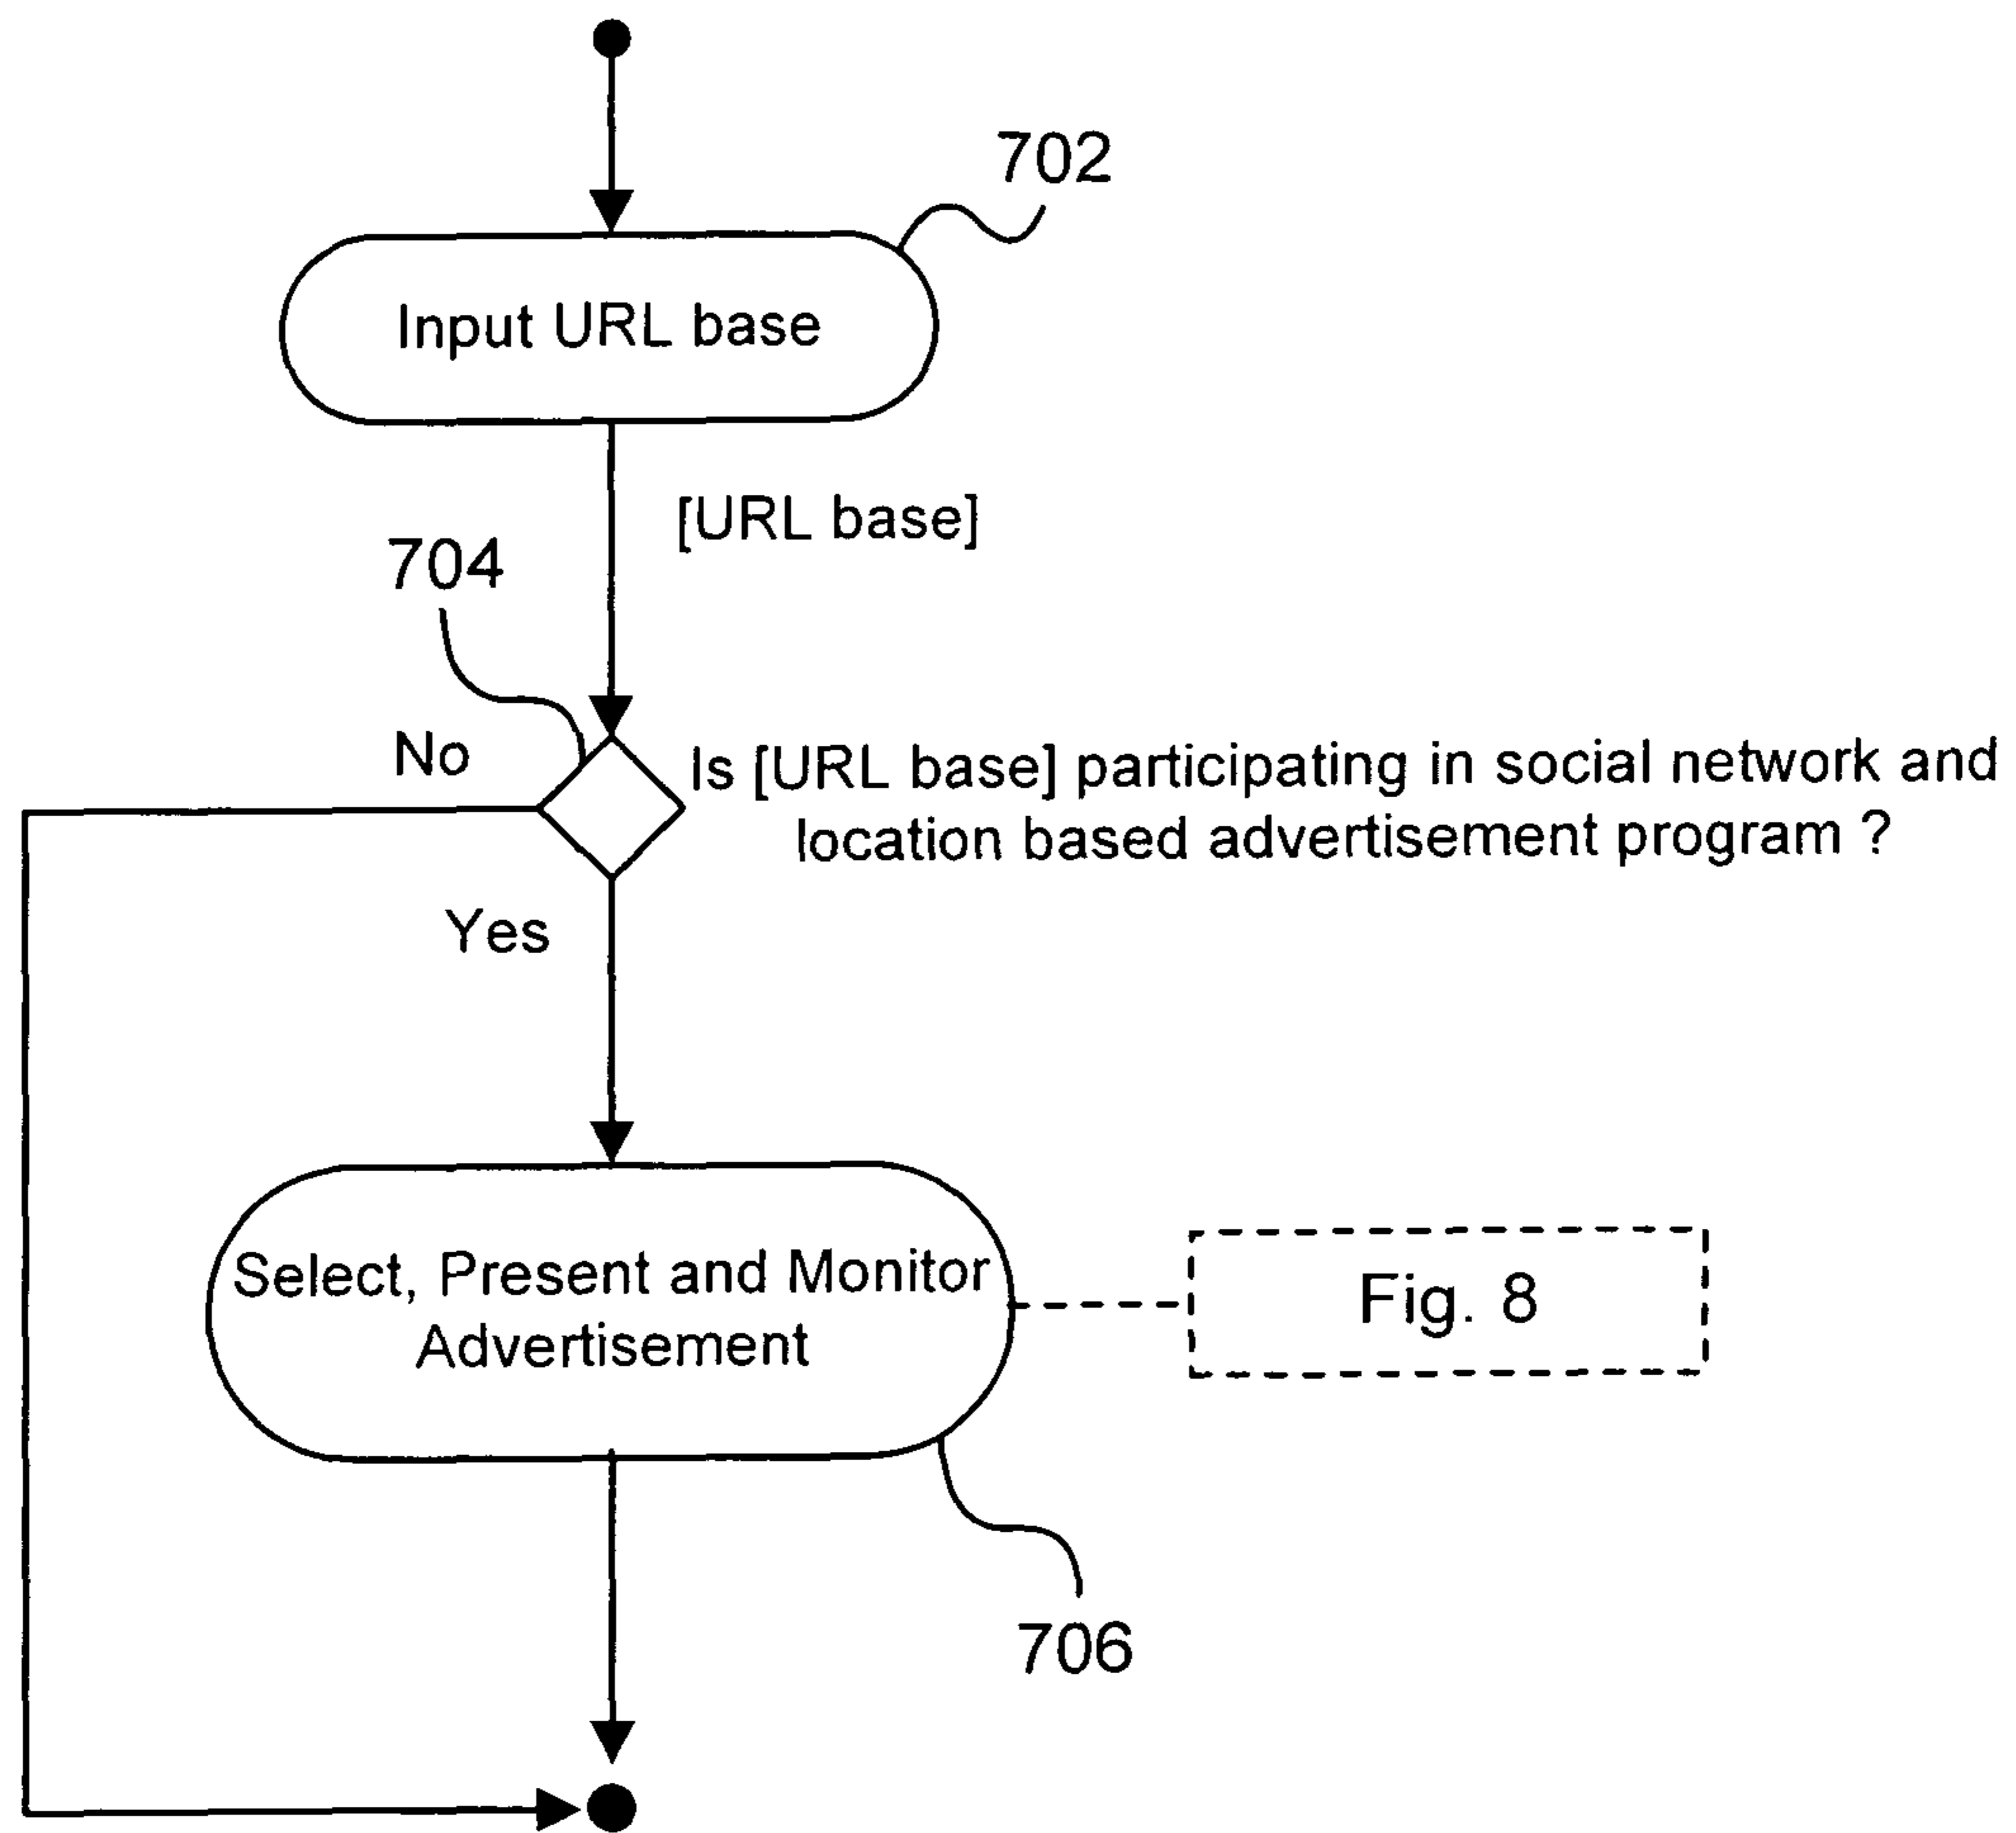 702
Input URL base
[URL base]
704
No
Is [URL base] participating in social network and
location based advertisement program ?
Yes
Select, Present and Monitor
Advertisement
Fig. 8
706